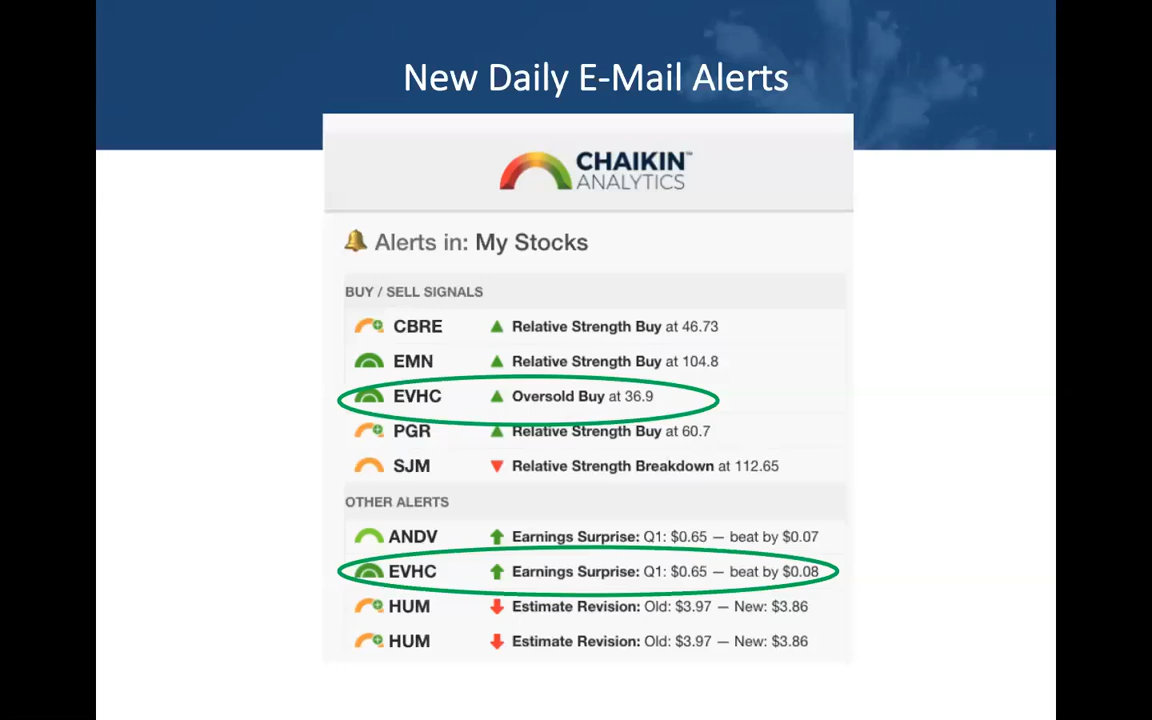 New Daily E-Mail Alerts
CHAIKIN™
ANALYTICS
Alerts in: My Stocks
BUY / SELL SIGNALS
CBRE Relative Strength Buy at 46.73
EMN Relative Strength Buy at 104.8
EVHC Oversold Buy at 36.9
PGR Relative Strength Buy at 60.7
SJM Relative Strength Breakdown at 112.65
OTHER ALERTS
ANDV Earnings Surprise: Q1: $0.65 — beat by $0.07
EVHC Earnings Surprise: Q1: $0.65 — beat by $0.08
HUM Estimate Revision: Old: $3.97 — New: $3.86
HUM Estimate Revision: Old: $3.97 — New: $3.86